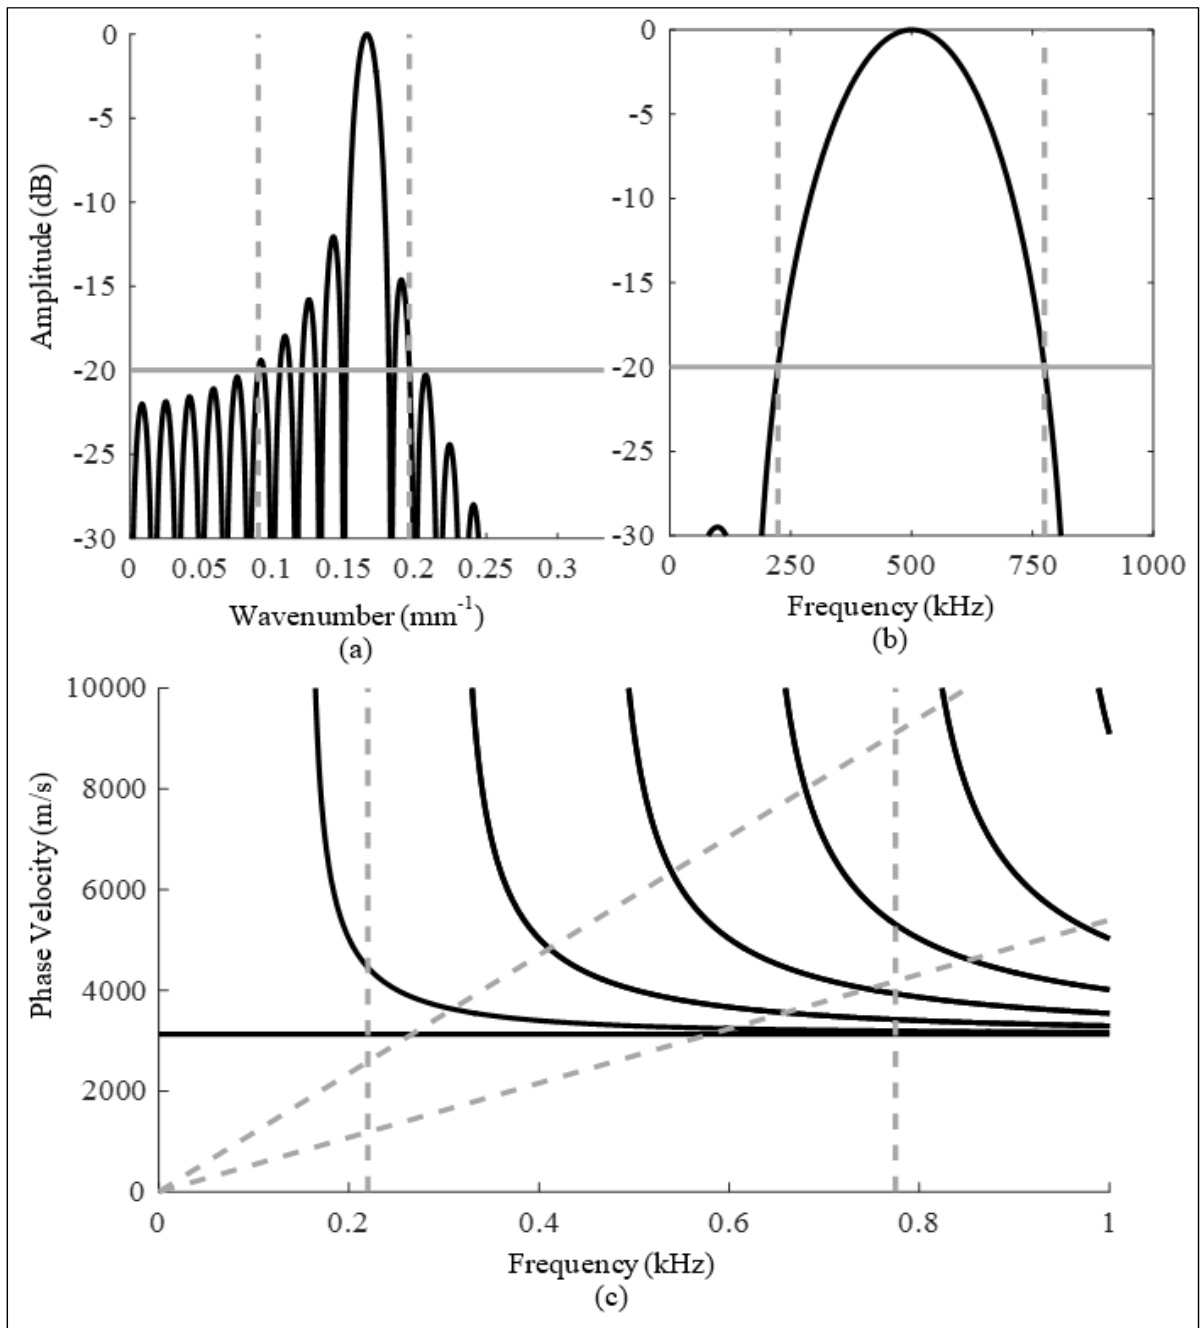 0
-5
-10
-15
-20
-25
-30
Amplitude (dB)
0 0.05 0.1 0.15 0.2 0.25 0.3
Wavenumber (mm-1)
(a)
0
-5
-10
-15
-20
-25
-30
0 250 500 750 1000
Frequency (kHz)
(b)
10000
8000
6000
4000
2000
0
Phase Velocity (m/s)
0 0.2 0.4 0.6 0.8 1
Frequency (kHz)
(c)